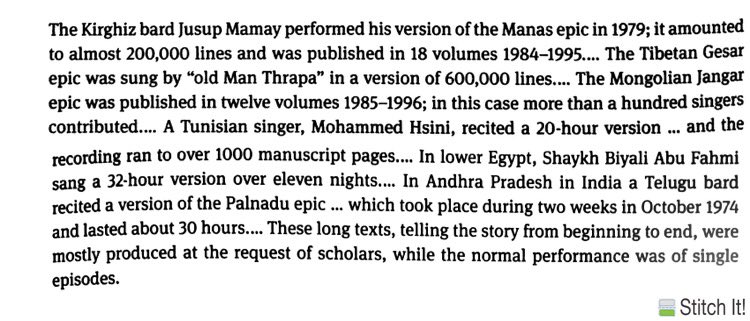 The Kirghiz bard Jusup Mamay performed his version of the Manas epic in 1979; it amounted
to almost 200,000 lines and was published in 18 volumes 1984–1995.... The Tibetan Gesar
epic was sung by "old Man Thrapa" in a version of 600,000 lines.... The Mongolian Jangar
epic was published in twelve volumes 1985–1996; in this case more than a hundred singers
contributed.... A Tunisian singer, Mohammed Hsini, recited a 20-hour version ... and the
recording ran to over 1000 manuscript pages.... In lower Egypt, Shaykh Biyali Abu Fahmi
sang a 32-hour version over eleven nights.... In Andhra Pradesh in India a Telugu bard
recited a version of the Palnadu epic ... which took place during two weeks in October 1974
and lasted about 30 hours.... These long texts, telling the story from beginning to end, were
mostly produced at the request of scholars, while the normal performance was of single
episodes.
Stitch It!